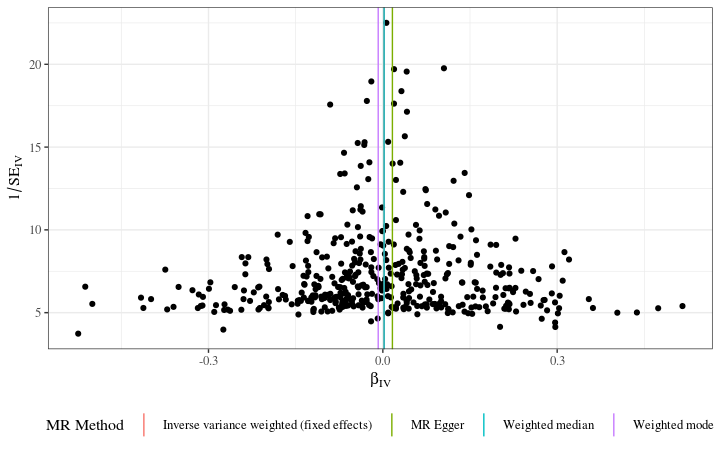 20
15
10
5
1/SE_IV
-0.3 0.0 0.3
β_IV
MR Method Inverse variance weighted (fixed effects) MR Egger Weighted median Weighted mode